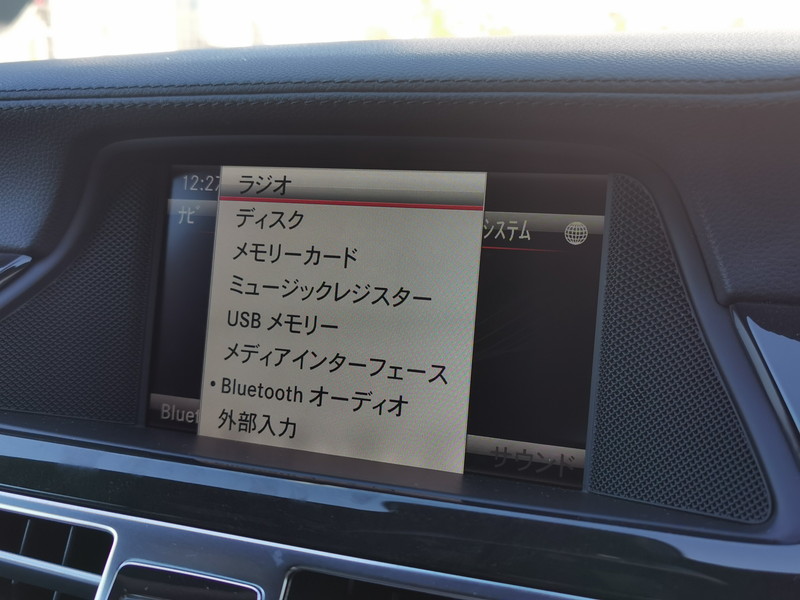 12:27
ラジオ
ナビ
ディスク
システム
メモリーカード
ミュージックレジスター
USB メモリー
メディアインターフェース
•Bluetooth オーディオ
Bluet
外部入力
サウンド